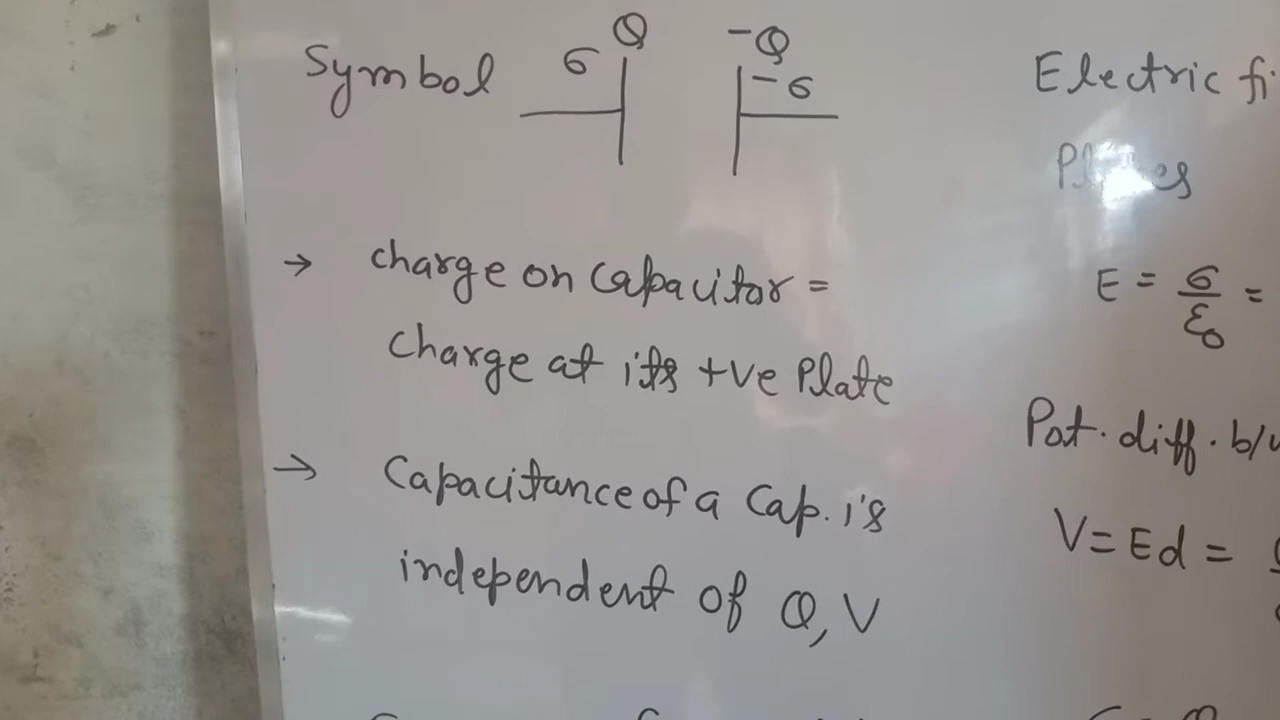 Symbol σ Q -Q -σ
→ charge on capacitor =
charge at its +ve Plate
→ Capacitance of a Cap. is
independent of Q, V
Electric
Plates
E = σ/ε0 =
Pot. diff. b/w
V = Ed =